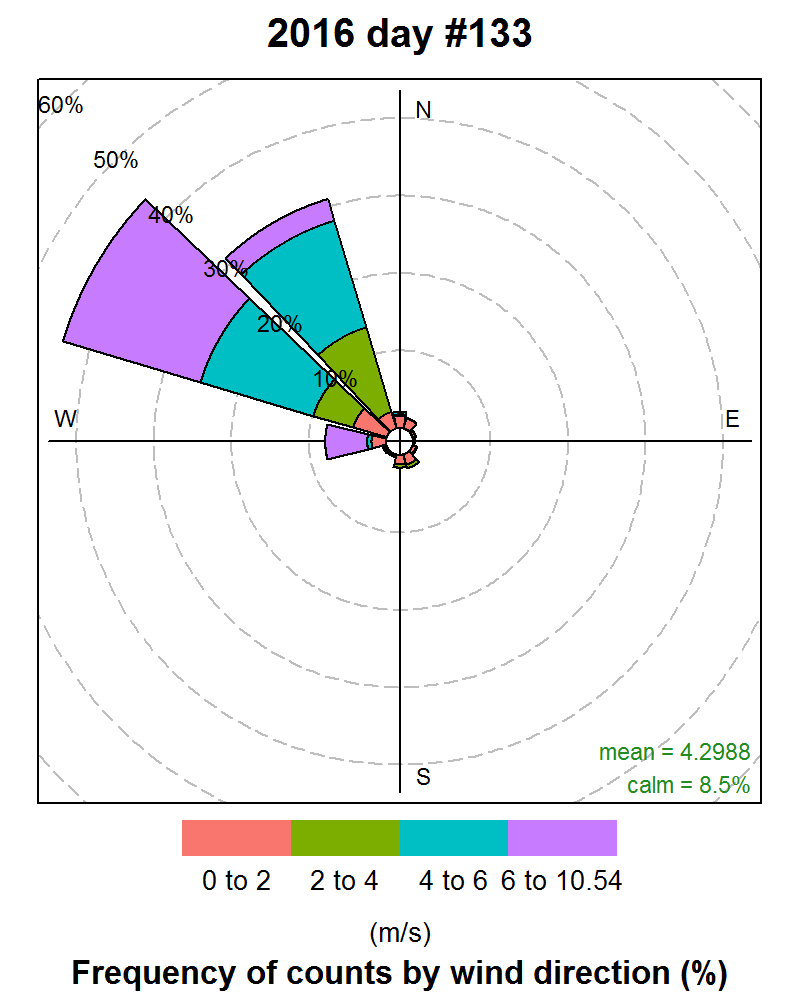 2016 day #133
60%
N
50%
40%
30%
20%
10%
W
E
S
mean = 4.2988
calm = 8.5%
0 to 2
2 to 4
4 to 6
6 to 10.54
(m/s)
Frequency of counts by wind direction (%)